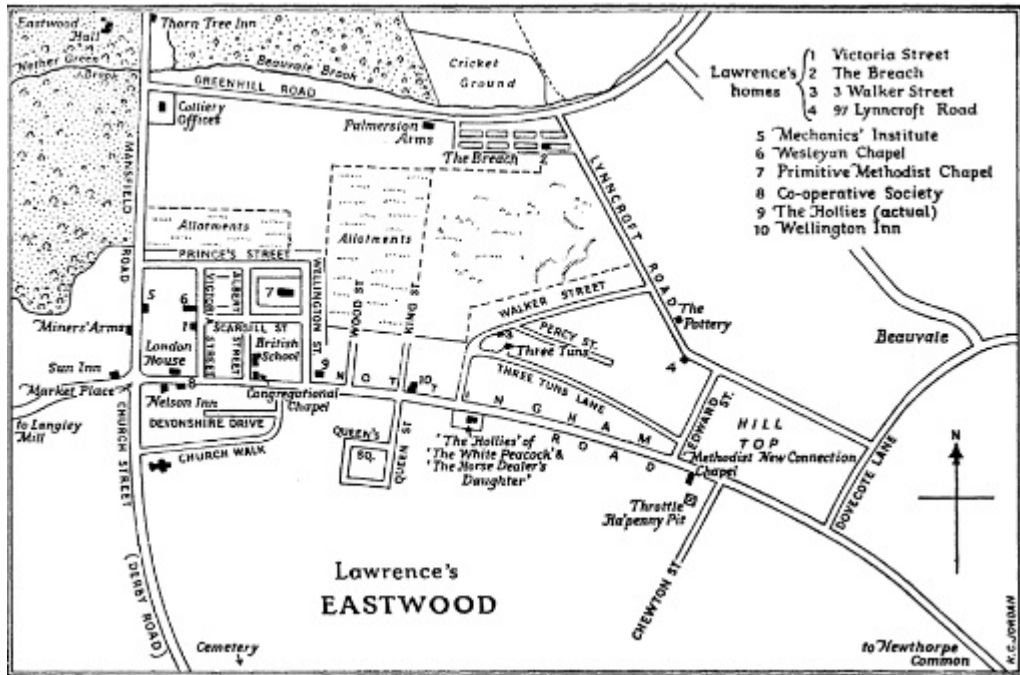 Eastwood
Hall
Thorn Tree Inn
Nether Green
Brook
Beauvale Brook
GREENHILL ROAD
Cricket
Ground
Lawrence's
homes
1 Victoria Street
2 The Breach
3 3 Walker Street
4 97 Lynncroft Road
5 Mechanics' Institute
6 Wesleyan Chapel
7 Primitive Methodist Chapel
8 Co-operative Society
9 The Hollies (actual)
10 Wellington Inn
Colliery
Offices
Palmerston
Arms
The Breach
2
MANSFIELD
ROAD
LYNNCROFT
ROAD
Allotments
Allotments
PRINCE'S STREET
WELLINGTON ST.
WOOD ST
KING ST
WALKER STREET
PERCY ST.
The
Pottery
Beauvale
5
6
7
1
VICTORIA STREET
ALBERT
STREET
SCARGILL ST
Miners' Arms
London
House
British
School
3
Three Tuns
THREE TUNS LANE
4
Sun Inn
Market Place
8
9
10
Nelson Inn
Congregational
Chapel
NOTTINGHAM
ROAD
EDWARD ST.
HILL
TOP
Methodist New Connection
Chapel
DOVECOTE LANE
to Langley
Mill
CHURCH STREET
DEVONSHIRE DRIVE
CHURCH WALK
QUEEN'S
SQ.
QUEEN ST
'The Hollies' of
'The White Peacock' &
'The Horse Dealer's
Daughter'
Throttle
Ha'penny Pit
CHEWTON ST.
N
(DERBY ROAD)
Lawrence's
EASTWOOD
Cemetery
to Newthorpe
Common
K.C. JORDAN